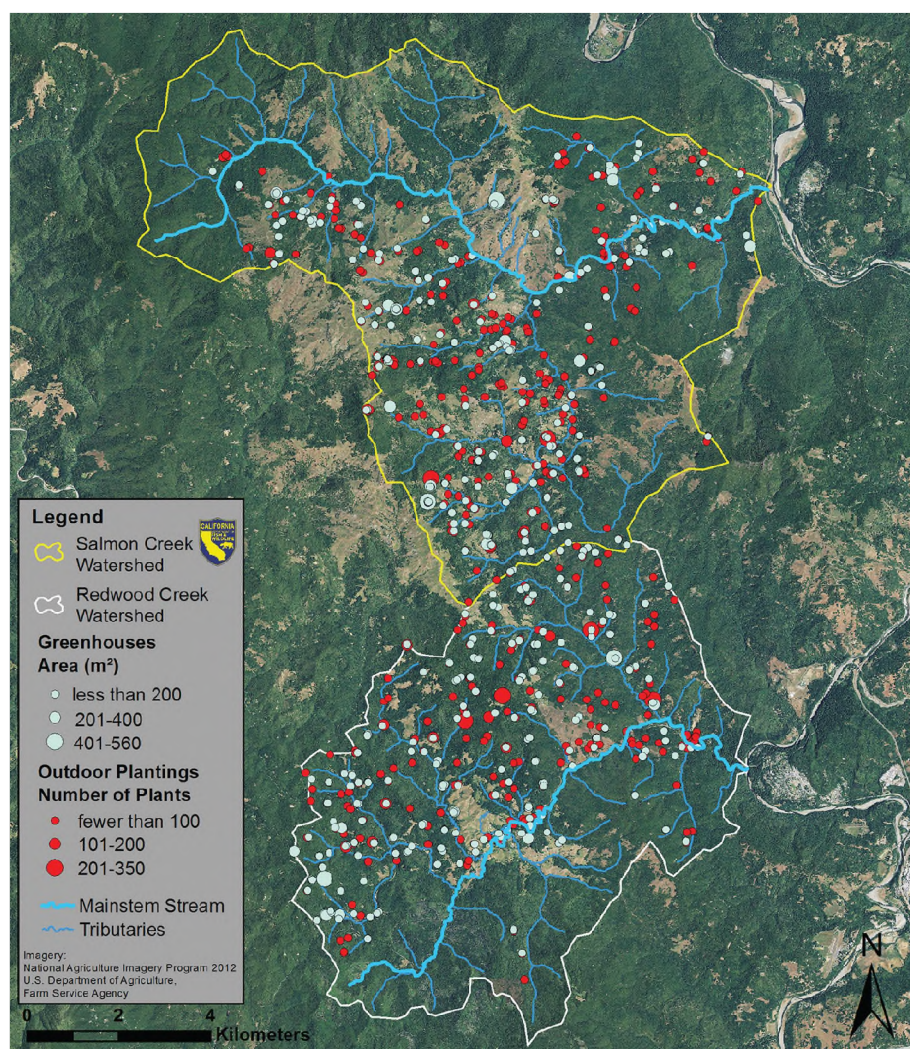 Legend
CALIFORNIA
Salmon Creek
Watershed
Redwood Creek
Watershed
Greenhouses
Area (m²)
less than 200
201-400
401-560
Outdoor Plantings
Number of Plants
fewer than 100
101-200
201-350
Mainstem Stream
Tributaries
Imagery:
National Agriculture Imagery Program 2012
U.S. Department of Agriculture,
Farm Service Agency
0 2 4
Kilometers
N